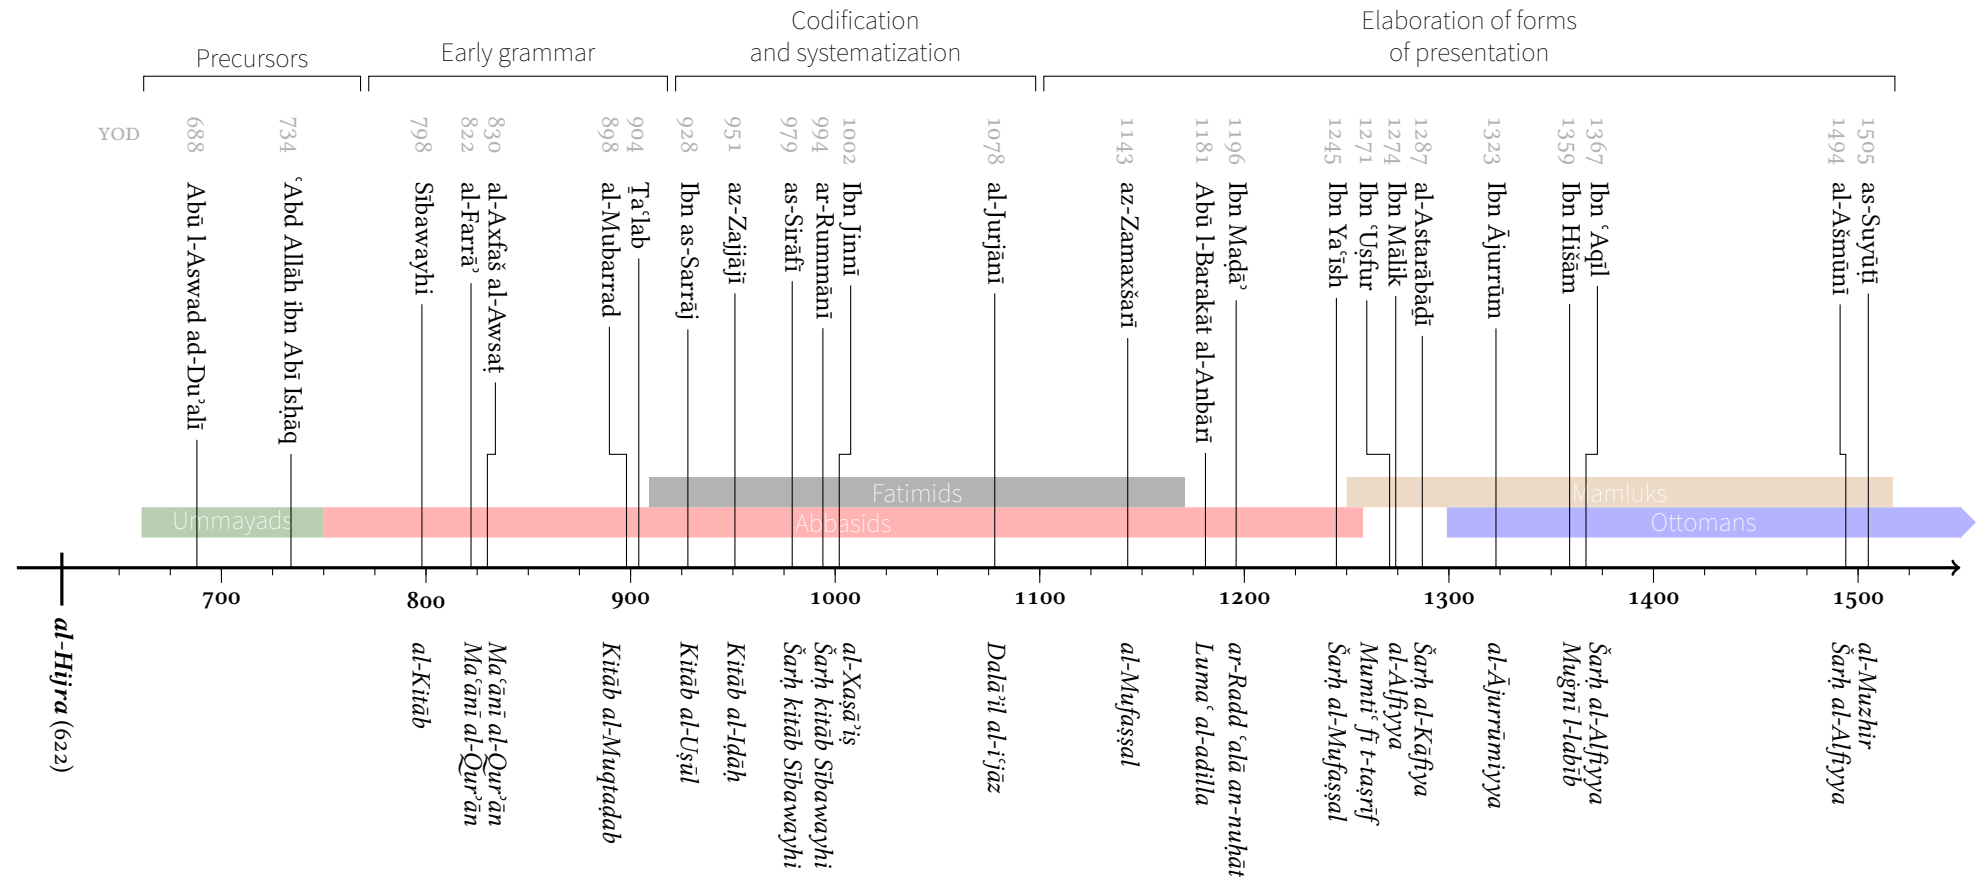 Precursors
Early grammar
Codification
and systematization
Elaboration of forms
of presentation
YOD
688
734
798
822
830
898
904
928
951
979
994
1002
1078
1143
1181
1196
1245
1271
1274
1287
1323
1359
1367
1494
1505
Abū l-Aswad ad-Duʾalī
ʿAbd Allāh ibn Abī Isḥāq
Sībawayhi
al-Farrāʾ
al-Axfaš al-Awsaṭ
al-Mubarrad
Ṯaʿlab
Ibn as-Sarrāj
az-Zajjājī
as-Sirāfī
ar-Rummānī
Ibn Jinnī
al-Jurjānī
az-Zamaxšarī
Abū l-Barakāt al-Anbārī
Ibn Maḍāʾ
Ibn Yaʿīsh
Ibn ʿUṣfur
Ibn Mālik
al-Astarābāḏī
Ibn Ājurrūm
Ibn Hišām
Ibn ʿAqīl
al-Ašmūnī
as-Suyūṭī
Fatimids
Mamluks
Ummayads
Abbasids
Ottomans
700
800
900
1000
1100
1200
1300
1400
1500
al-Hijra (622)
al-Kitāb
Maʿānī al-Qurʾān
Maʿānī al-Qurʾān
Kitāb al-Muqtaḍab
Kitāb al-Uṣūl
Kitāb al-Iḍāḥ
Šarḥ kitāb Sībawayhi
Šarḥ kitāb Sībawayhi
al-Xaṣāʾiṣ
Dalāʾil al-iʿjāz
al-Mufaṣṣal
Lumaʿ al-adilla
ar-Radd ʿalā an-nuḥāt
Šarḥ al-Mufaṣṣal
Mumtiʿ fī t-taṣrīf
al-Alfiyya
Šarḥ al-Kāfiya
al-Ājurrūmiyya
Muġnī l-labīb
Šarḥ al-Alfiyya
Šarḥ al-Alfiyya
al-Muzhir